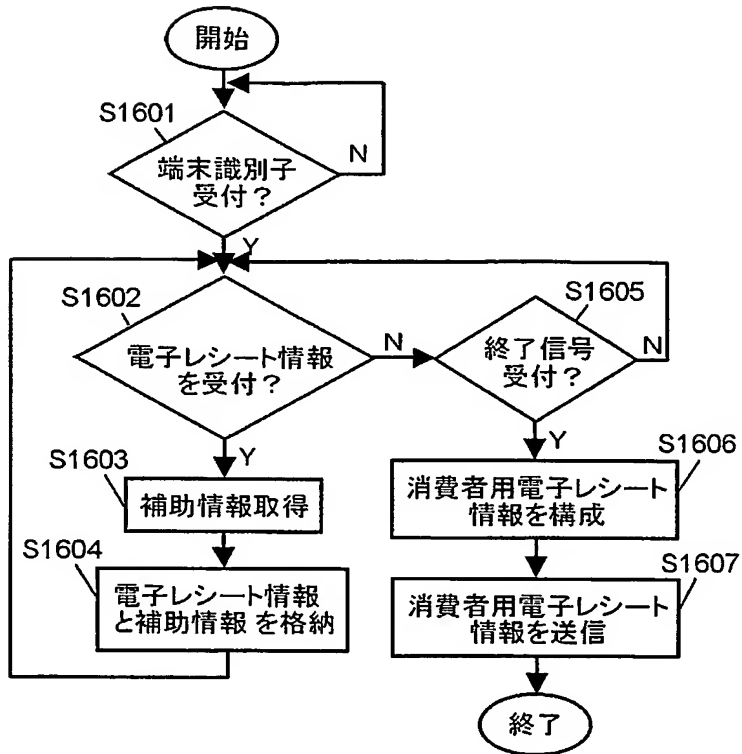 開始
S1601
端末識別子
受付?
N
Y
S1602
電子レシート情報
を受付?
N
Y
S1605
終了信号
受付?
N
Y
S1603
補助情報取得
S1604
電子レシート情報
と補助情報を格納
S1606
消費者用電子レシート
情報を構成
S1607
消費者用電子レシート
情報を送信
終了